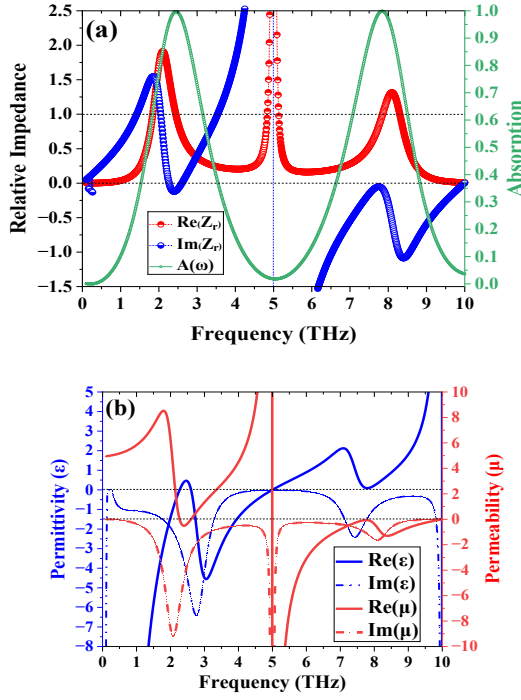 (a)
Relative Impedance
2.5
2.0
1.5
1.0
0.5
0.0
-0.5
-1.0
-1.5
Re(Zr)
Im(Zr)
A(ω)
1.0
0.9
0.8
0.7
0.6
0.5
0.4
0.3
0.2
0.1
0.0
Absorption
0 1 2 3 4 5 6 7 8 9 10
Frequency (THz)
(b)
Permittivity (ε)
5
4
3
2
1
0
-1
-2
-3
-4
-5
-6
-7
-8
Re(ε)
Im(ε)
Re(μ)
Im(μ)
10
8
6
4
2
0
-2
-4
-6
-8
-10
Permeability (μ)
0 1 2 3 4 5 6 7 8 9 10
Frequency (THz)